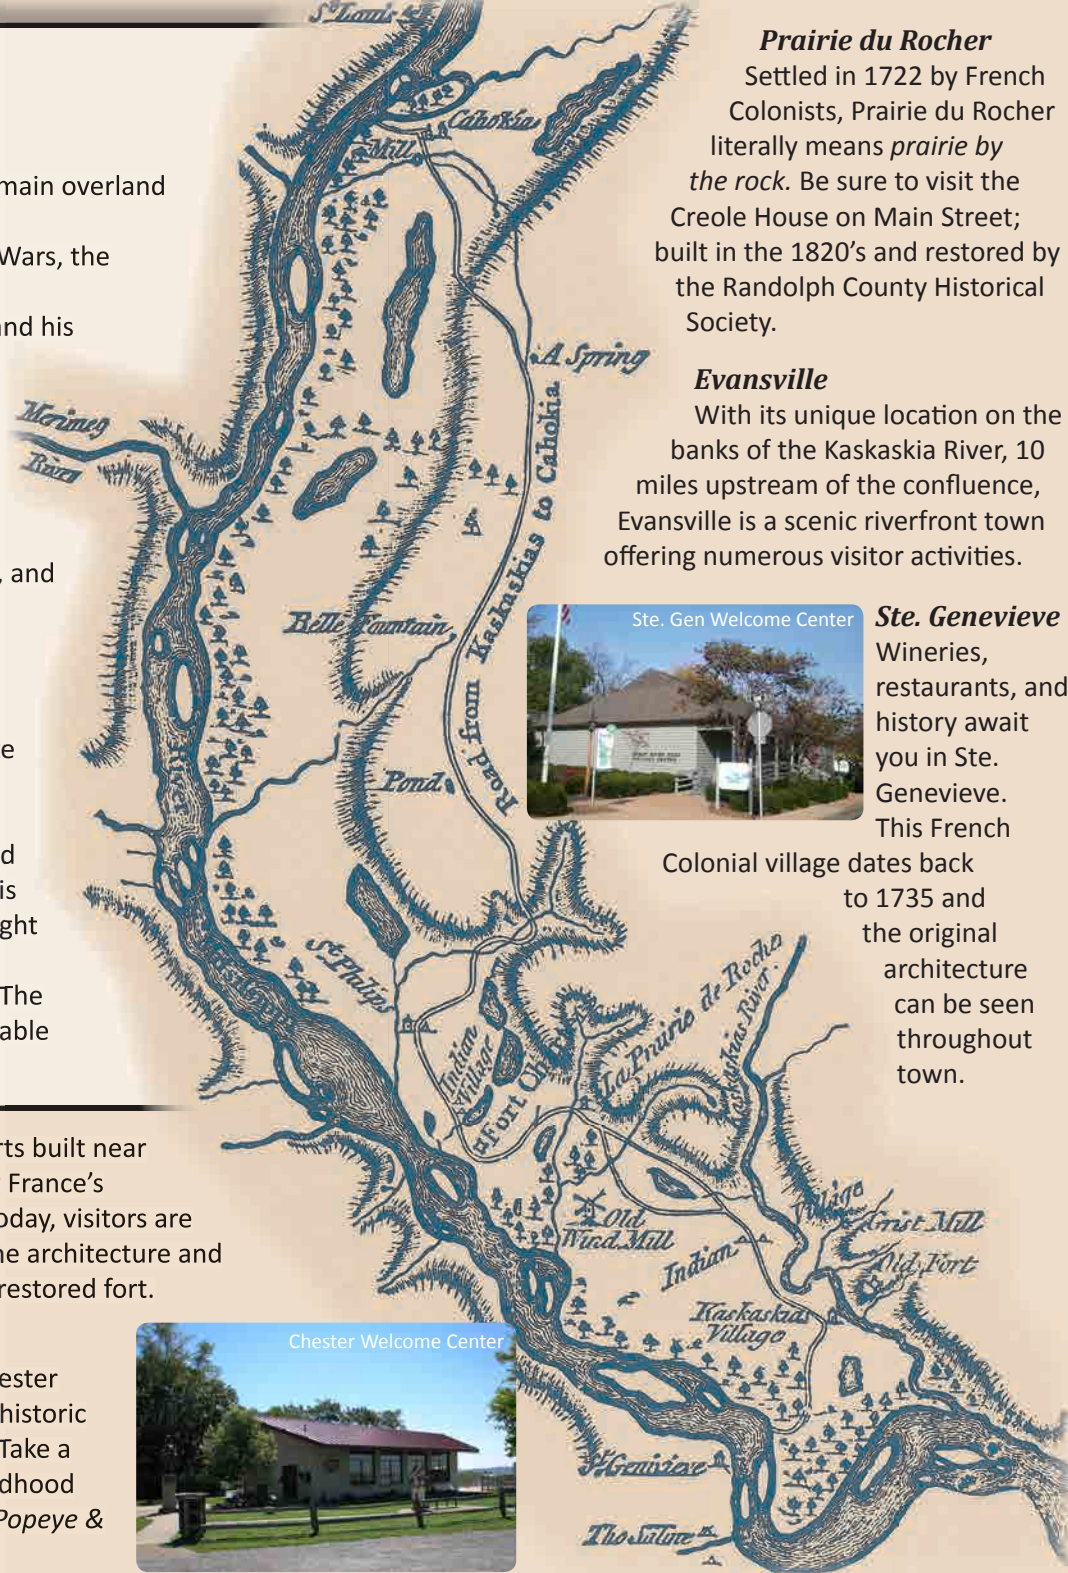 main overland
Wars, the
and his
, and
e
d
is
ght
The
able
rts built near
France's
oday, visitors are
he architecture and
restored fort.
ester
historic
Take a
dhood
Popeye &
Prairie du Rocher
Settled in 1722 by French
Colonists, Prairie du Rocher
literally means prairie by
the rock. Be sure to visit the
Creole House on Main Street;
built in the 1820's and restored by
the Randolph County Historical
Society.
Evansville
With its unique location on the
banks of the Kaskaskia River, 10
miles upstream of the confluence,
Evansville is a scenic riverfront town
offering numerous visitor activities.
Ste. Gen Welcome Center
Ste. Genevieve
Wineries,
restaurants, and
history await
you in Ste.
Genevieve.
This French
Colonial village dates back
to 1735 and
the original
architecture
can be seen
throughout
town.
Chester Welcome Center
St. Louis
Cahokia
Mill
A Spring
Merimeg
River
Road from Kaskaskias to Cahokia
Belle Fountain
Pond
River
St. Philips
Indian
Village
Fort
La Prairie de Roche
Kaskaskias River.
Old
Wind Mill
Indian
Village
Grist Mill
Old Fort
Kaskaskias
Village
St. Genevieve
The Saline